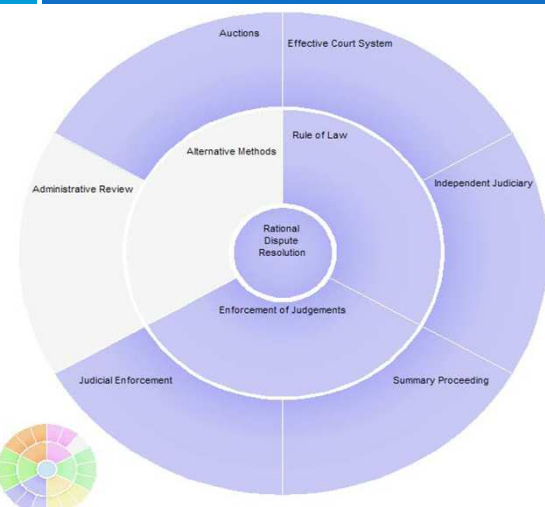 Auctions
Effective Court System
Alternative Methods
Rule of Law
Administrative Review
Independent Judiciary
Rational
Dispute
Resolution
Enforcement of Judgements
Judicial Enforcement
Summary Proceeding